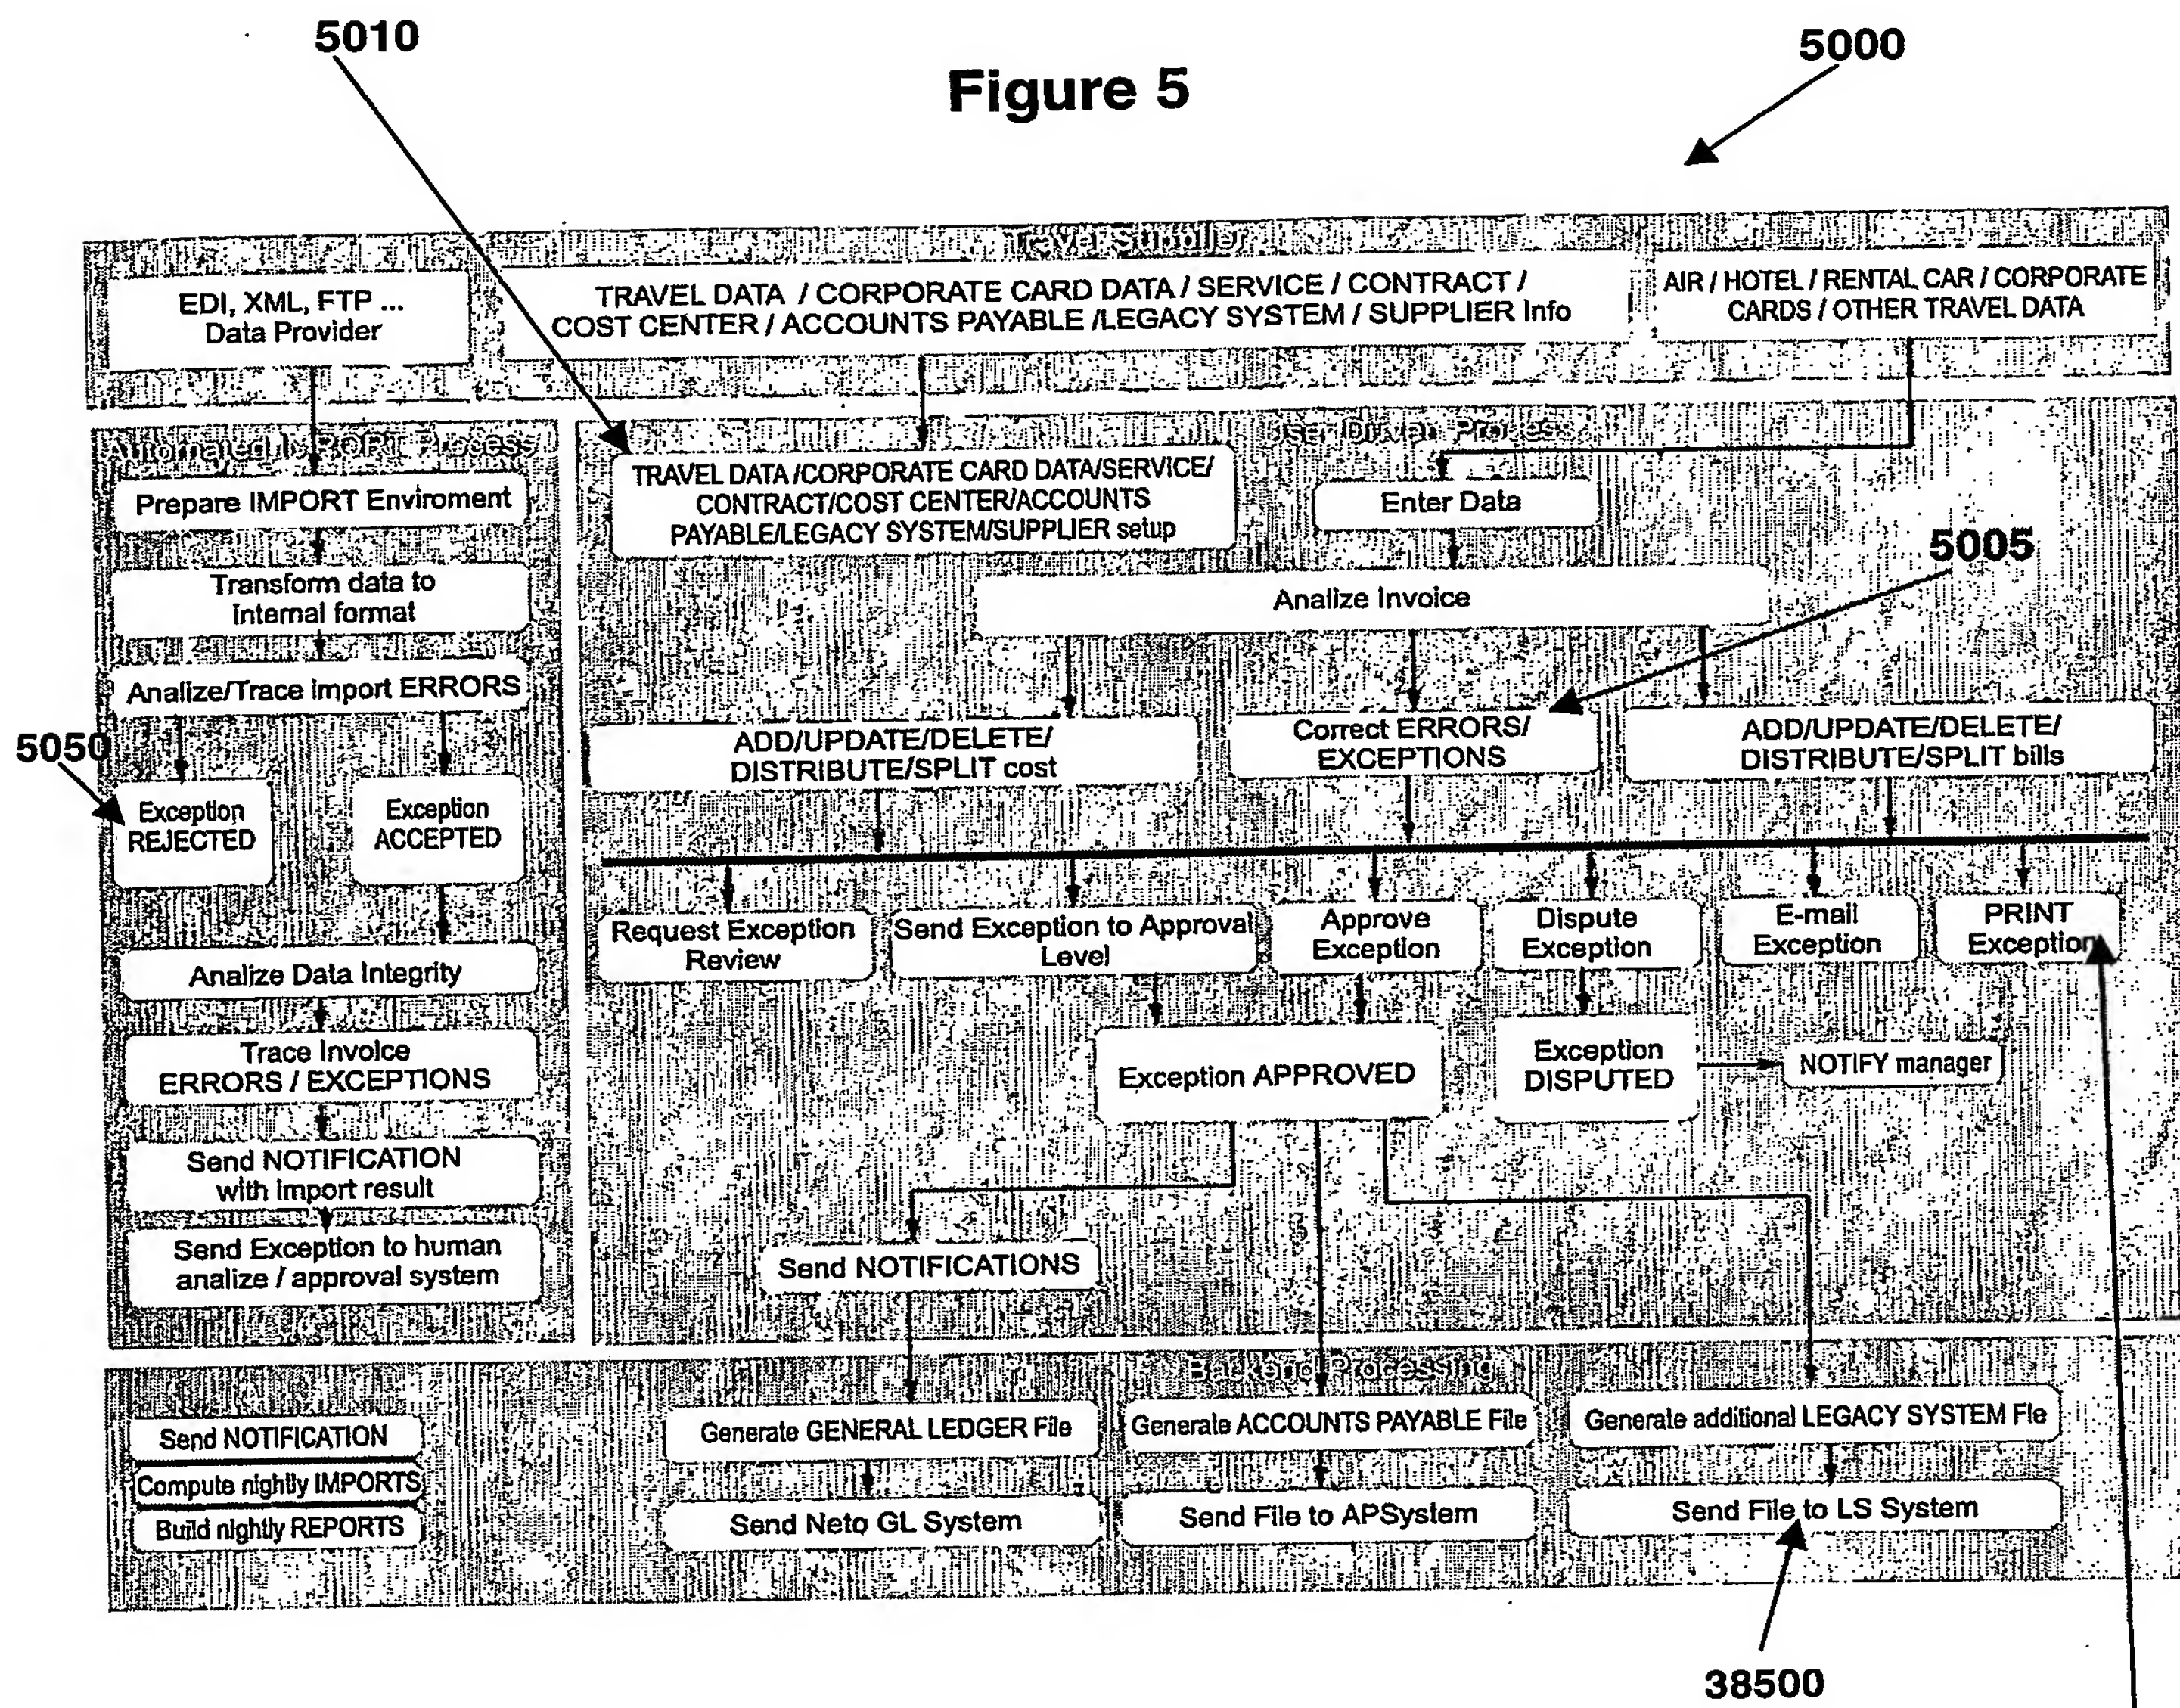 5010
5000
Figure 5
Travel Supplier
EDI, XML, FTP ...
Data Provider
TRAVEL DATA / CORPORATE CARD DATA / SERVICE / CONTRACT /
COST CENTER / ACCOUNTS PAYABLE /LEGACY SYSTEM / SUPPLIER Info
AIR / HOTEL / RENTAL CAR / CORPORATE
CARDS / OTHER TRAVEL DATA
Automated IMPORT Process
User Driven Process
Prepare IMPORT Enviroment
TRAVEL DATA/CORPORATE CARD DATA/SERVICE/
CONTRACT/COST CENTER/ACCOUNTS
PAYABLE/LEGACY SYSTEM/SUPPLIER setup
Enter Data
5005
Transform data to
internal format
Analize Invoice
Analize/Trace import ERRORS
5050
ADD/UPDATE/DELETE/
DISTRIBUTE/SPLIT cost
Correct ERRORS/
EXCEPTIONS
ADD/UPDATE/DELETE/
DISTRIBUTE/SPLIT bills
Exception
REJECTED
Exception
ACCEPTED
Request Exception
Review
Send Exception to Approval
Level
Approve
Exception
Dispute
Exception
E-mail
Exception
PRINT
Exception
Analize Data Integrity
Trace Invoice
ERRORS / EXCEPTIONS
Exception APPROVED
Exception
DISPUTED
NOTIFY manager
Send NOTIFICATION
with import result
Send Exception to human
analize / approval system
Send NOTIFICATIONS
Backend Processing
Send NOTIFICATION
Compute nightly IMPORTS
Build nightly REPORTS
Generate GENERAL LEDGER File
Generate ACCOUNTS PAYABLE File
Generate additional LEGACY SYSTEM Fle
Send Neto GL System
Send File to APSystem
Send File to LS System
38500